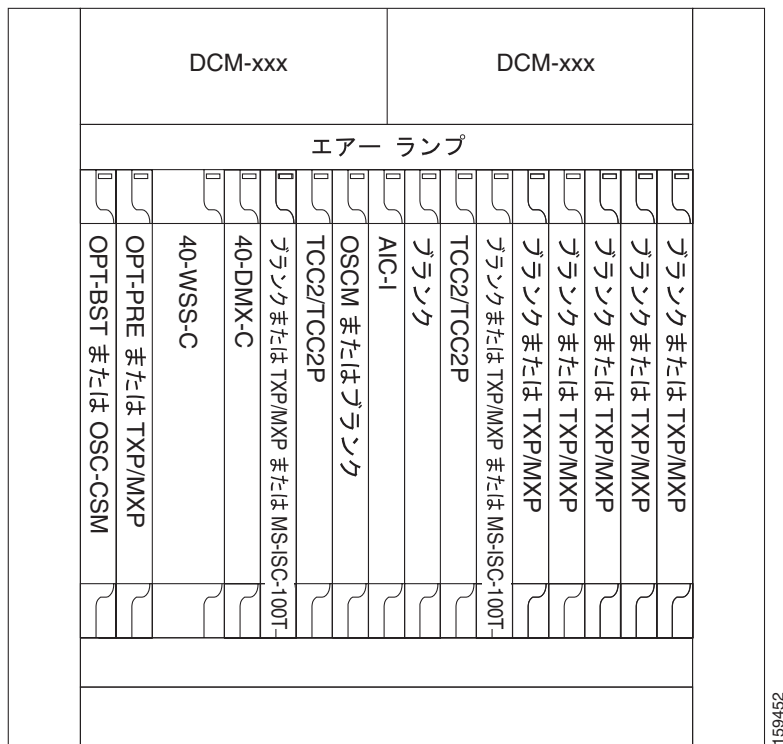 DCM-xxx
DCM-xxx
エアー ランプ
OPT-BST または OSC-CSM
OPT-PRE または TXP/MXP
40-WSS-C
40-DMX-C
ブランクまたは TXP/MXP または MS-ISC-100T
TCC2/TCC2P
OSCM またはブランク
AIC-I
ブランク
TCC2/TCC2P
ブランクまたは TXP/MXP または MS-ISC-100T
ブランクまたは TXP/MXP
ブランクまたは TXP/MXP
ブランクまたは TXP/MXP
ブランクまたは TXP/MXP
ブランクまたは TXP/MXP
159452